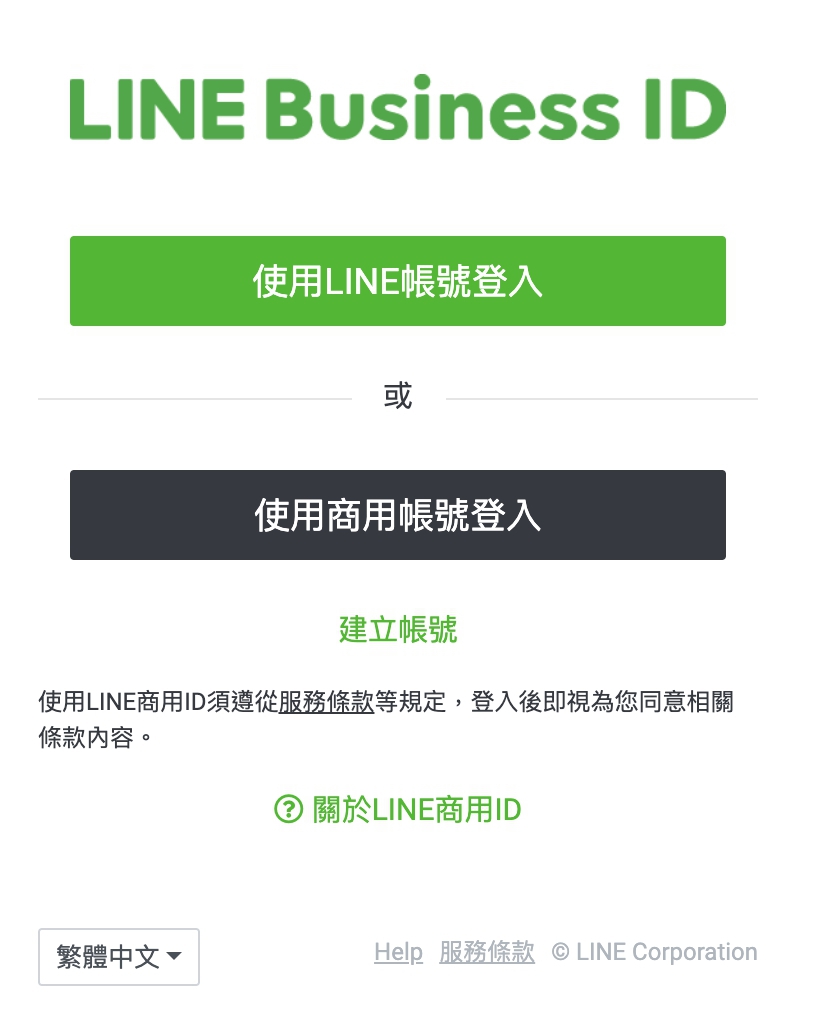 LINE Business ID
使用LINE帳號登入
或
使用商用帳號登入
建立帳號
使用LINE商用ID須遵從服務條款等規定，登入後即視為您同意相關
條款內容。
關於LINE商用ID
繁體中文
Help 服務條款 © LINE Corporation